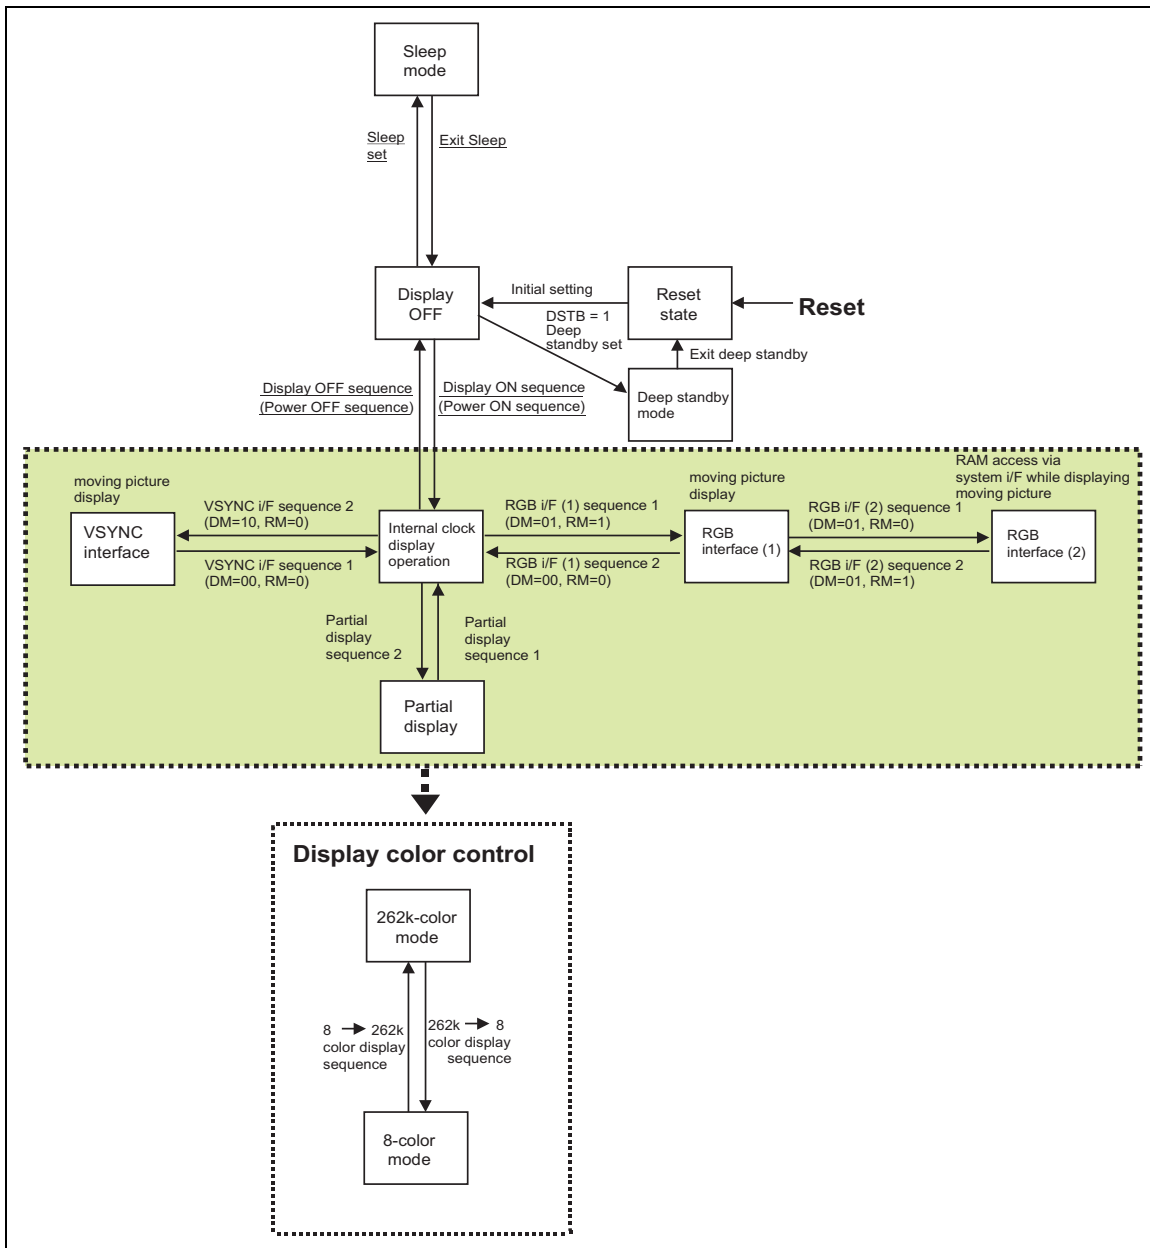 Sleep
mode
Sleep
set
Exit Sleep
Display
OFF
Initial setting
Reset
state
Reset
DSTB = 1
Deep
standby set
Exit deep standby
Deep standby
mode
Display OFF sequence
(Power OFF sequence)
Display ON sequence
(Power ON sequence)
moving picture
display
VSYNC
interface
VSYNC i/F sequence 2
(DM=10, RM=0)
VSYNC i/F sequence 1
(DM=00, RM=0)
Internal clock
display
operation
RGB i/F (1) sequence 1
(DM=01, RM=1)
RGB i/F (1) sequence 2
(DM=00, RM=0)
moving picture
display
RGB
interface (1)
RGB i/F (2) sequence 1
(DM=01, RM=0)
RGB i/F (2) sequence 2
(DM=01, RM=1)
RAM access via
system i/F while displaying
moving picture
RGB
interface (2)
Partial
display
sequence 2
Partial
display
sequence 1
Partial
display
Display color control
262k-color
mode
8 → 262k
color display
sequence
262k → 8
color display
sequence
8-color
mode